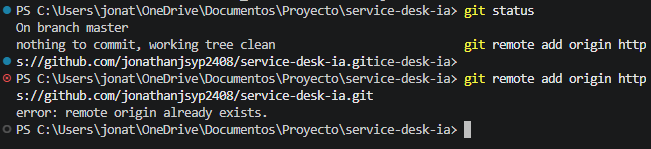 PS C:\Users\jonat\OneDrive\Documentos\Proyecto\service-desk-ia> git status
On branch master
nothing to commit, working tree clean git remote add origin http
s://github.com/jonathanjsyp2408/service-desk-ia.gitice-desk-ia>
PS C:\Users\jonat\OneDrive\Documentos\Proyecto\service-desk-ia> git remote add origin http
s://github.com/jonathanjsyp2408/service-desk-ia.git
error: remote origin already exists.
PS C:\Users\jonat\OneDrive\Documentos\Proyecto\service-desk-ia>